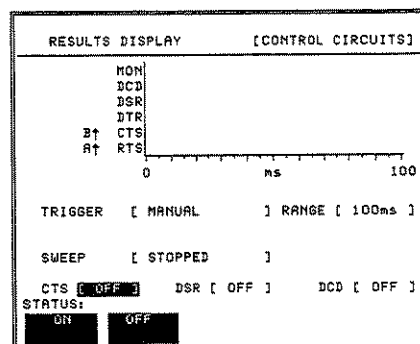 RESULTS DISPLAY [CONTROL CIRCUITS]
MON
DCD
DSR
DTR
B↑ CTS
A↑ RTS
0 ms 100
TRIGGER [ MANUAL ] RANGE [ 100ms ]
SWEEP [ STOPPED ]
CTS [ OFF ] DSR [ OFF ] DCD [ OFF ]
STATUS:
ON OFF